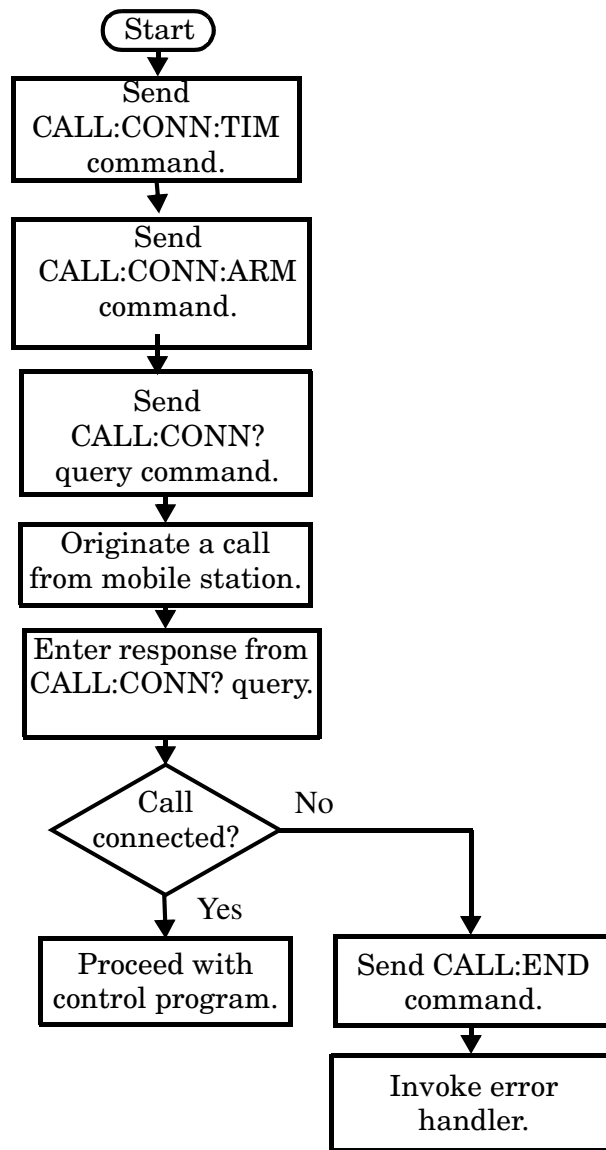 Start
Send
CALL:CONN:TIM
command.
Send
CALL:CONN:ARM
command.
Send
CALL:CONN?
query command.
Originate a call
from mobile station.
Enter response from
CALL:CONN? query.
Call
connected?
No
Yes
Proceed with
control program.
Send CALL:END
command.
Invoke error
handler.